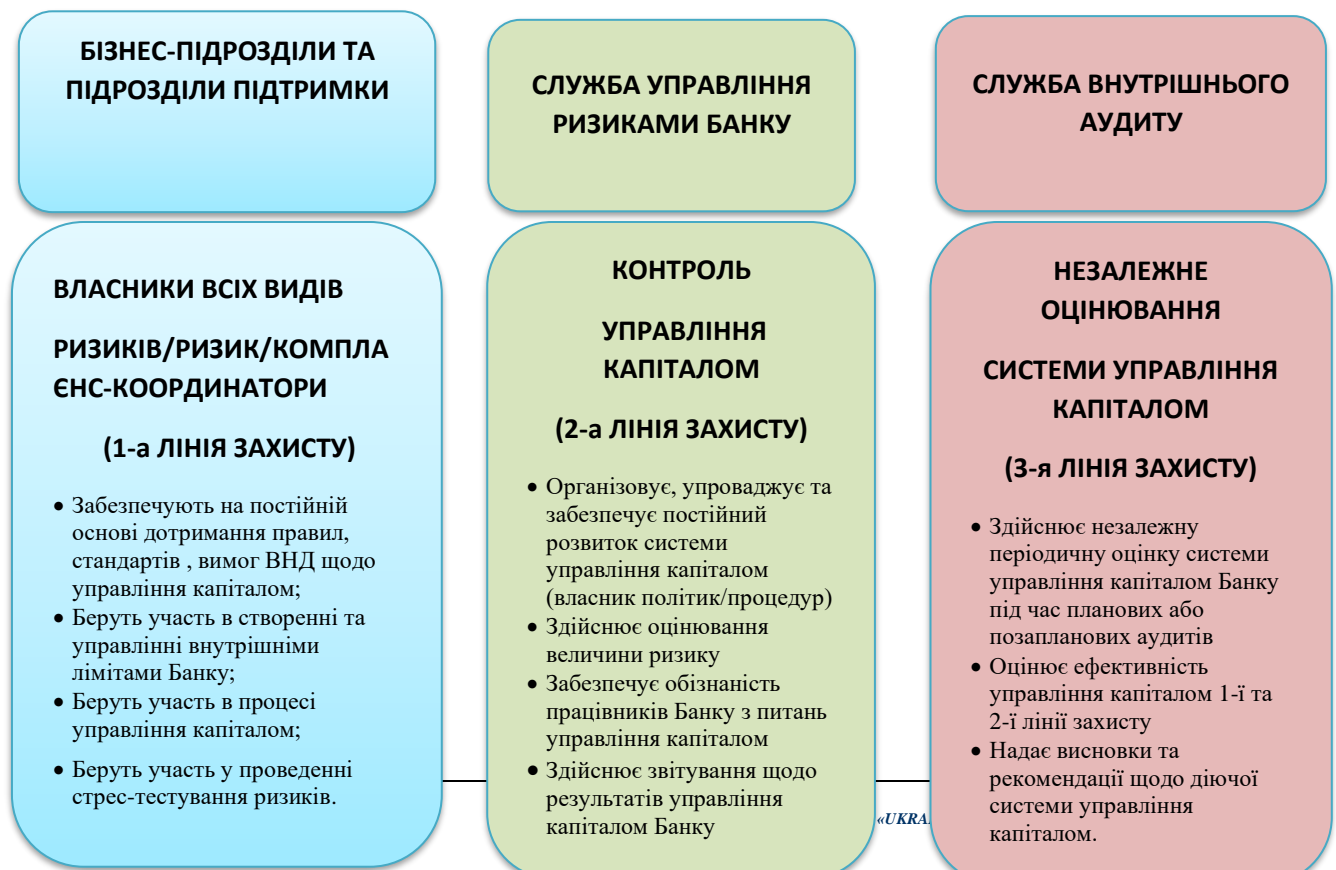 БІЗНЕС-ПІДРОЗДІЛИ ТА
ПІДРОЗДІЛИ ПІДТРИМКИ
СЛУЖБА УПРАВЛІННЯ
РИЗИКАМИ БАНКУ
СЛУЖБА ВНУТРІШНЬОГО
АУДИТУ
ВЛАСНИКИ ВСІХ ВИДІВ
РИЗИКІВ/РИЗИК/КОМПЛА
ЄНС-КООРДИНАТОРИ
(1-а ЛІНІЯ ЗАХИСТУ)
• Забезпечують на постійній
основі дотримання правил,
стандартів , вимог ВНД щодо
управління капіталом;
• Беруть участь в створенні та
управлінні внутрішніми
лімітами Банку;
• Беруть участь в процесі
управління капіталом;
• Беруть участь у проведенні
стрес-тестування ризиків.
КОНТРОЛЬ
УПРАВЛІННЯ
КАПІТАЛОМ
(2-а ЛІНІЯ ЗАХИСТУ)
• Організовує, упроваджує та
забезпечує постійний
розвиток системи
управління капіталом
(власник політик/процедур)
• Здійснює оцінювання
величини ризику
• Забезпечує обізнаність
працівників Банку з питань
управління капіталом
• Здійснює звітування щодо
результатів управління
капіталом Банку
НЕЗАЛЕЖНЕ
ОЦІНЮВАННЯ
СИСТЕМИ УПРАВЛІННЯ
КАПІТАЛОМ
(3-я ЛІНІЯ ЗАХИСТУ)
• Здійснює незалежну
періодичну оцінку системи
управління капіталом Банку
під час планових або
позапланових аудитів
• Оцінює ефективність
управління капіталом 1-ї та
2-ї лінії захисту
• Надає висновки та
рекомендації щодо діючої
системи управління
капіталом.